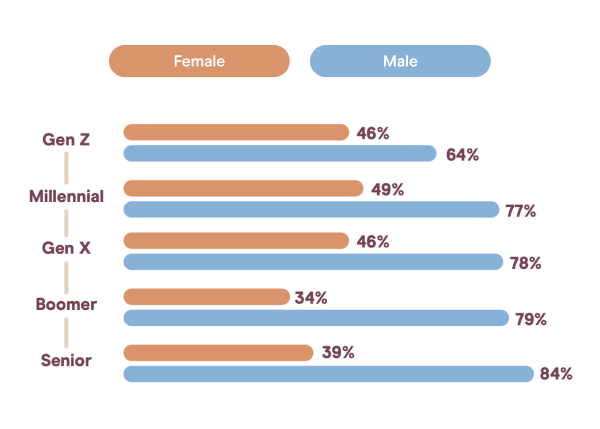 Female Male
Gen Z 46%
64%
Millennial 49%
77%
Gen X 46%
78%
Boomer 34%
79%
Senior 39%
84%